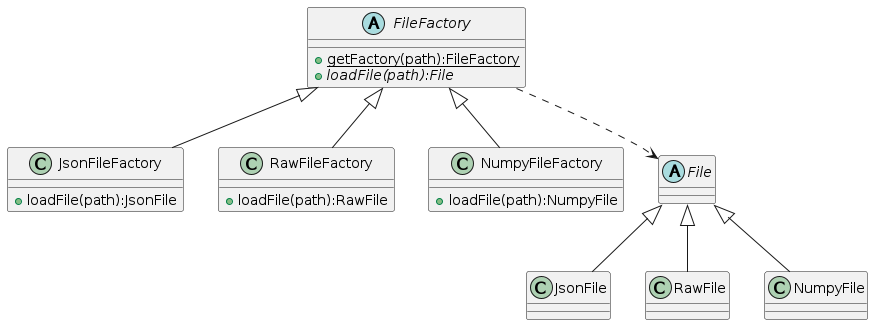 A FileFactory
getFactory(path):FileFactory
loadFile(path):File
C JsonFileFactory
loadFile(path):JsonFile
C RawFileFactory
loadFile(path):RawFile
C NumpyFileFactory
loadFile(path):NumpyFile
A File
C JsonFile
C RawFile
C NumpyFile